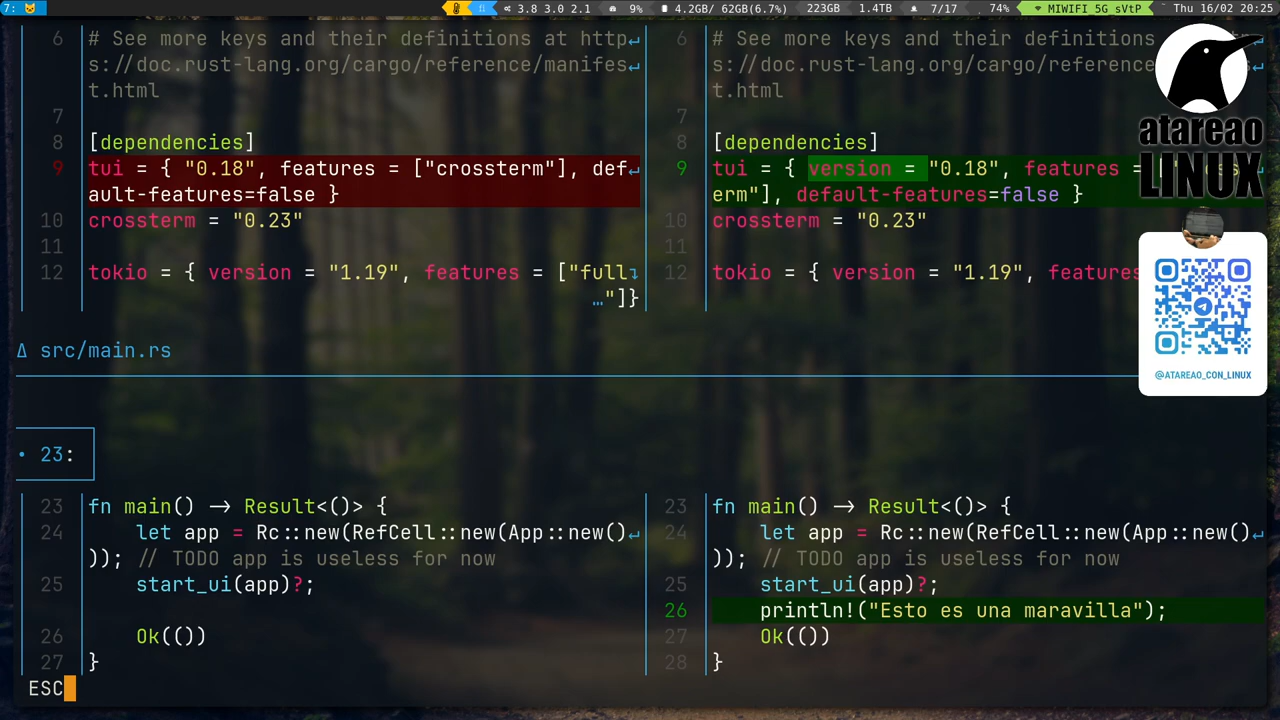 7:
3.8 3.0 2.1 9% 4.2GB/ 62GB(6.7%) 223GB 1.4TB 7/17 74% MIWIFI 5G_sVtP Thu 16/02 20:25
6 # See more keys and their definitions at http↵
s://doc.rust-lang.org/cargo/reference/manifes↵
t.html
7
8 [dependencies]
9 tui = { "0.18", features = ["crossterm"], def↵
ault-features=false }
10 crossterm = "0.23"
11
12 tokio = { version = "1.19", features = ["full↴
…"]}
6 # See more keys and their definitions
s://doc.rust-lang.org/cargo/reference
t.html
7
8 [dependencies]
9 tui = { version = "0.18", features =
erm"], default-features=false }
10 crossterm = "0.23"
11
12 tokio = { version = "1.19", features
atareao
LINUX
@ATAREAO_CON_LINUX
Δ src/main.rs
• 23:
23 fn main() → Result<()> {
24 let app = Rc::new(RefCell::new(App::new()↵
)); // TODO app is useless for now
25 start_ui(app)?;
26 Ok(())
27 }
23 fn main() → Result<()> {
24 let app = Rc::new(RefCell::new(App::new()↵
)); // TODO app is useless for now
25 start_ui(app)?;
26 println!("Esto es una maravilla");
27 Ok(())
28 }
ESC